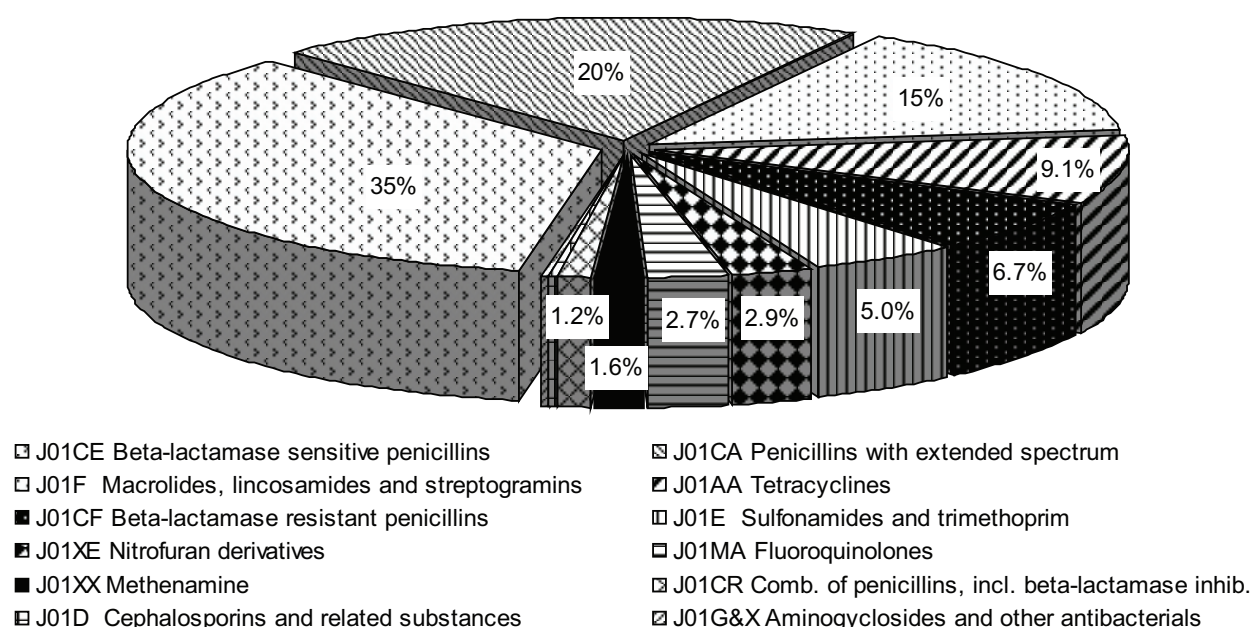 20%
15%
35%
9.1%
6.7%
1.2%
2.7%
2.9%
5.0%
1.6%
J01CE Beta-lactamase sensitive penicillins
J01CA Penicillins with extended spectrum
J01F Macrolides, lincosamides and streptogramins
J01AA Tetracyclines
J01CF Beta-lactamase resistant penicillins
J01E Sulfonamides and trimethoprim
J01XE Nitrofuran derivatives
J01MA Fluoroquinolones
J01XX Methenamine
J01CR Comb. of penicillins, incl. beta-lactamase inhib.
J01D Cephalosporins and related substances
J01G&X Aminogyclosides and other antibacterials